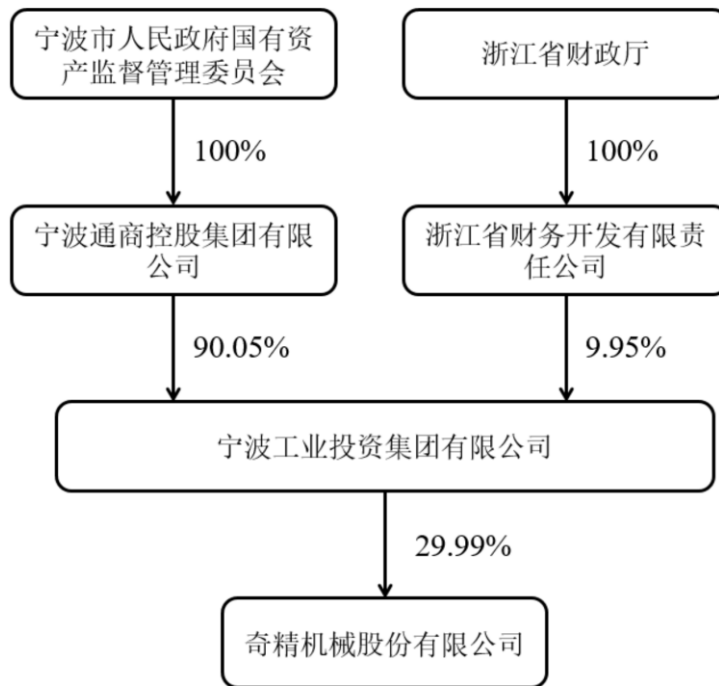 宁波市人民政府国有资
产监督管理委员会
浙江省财政厅
100%
100%
宁波通商控股集团有限
公司
浙江省财务开发有限责
任公司
90.05%
9.95%
宁波工业投资集团有限公司
29.99%
奇精机械股份有限公司